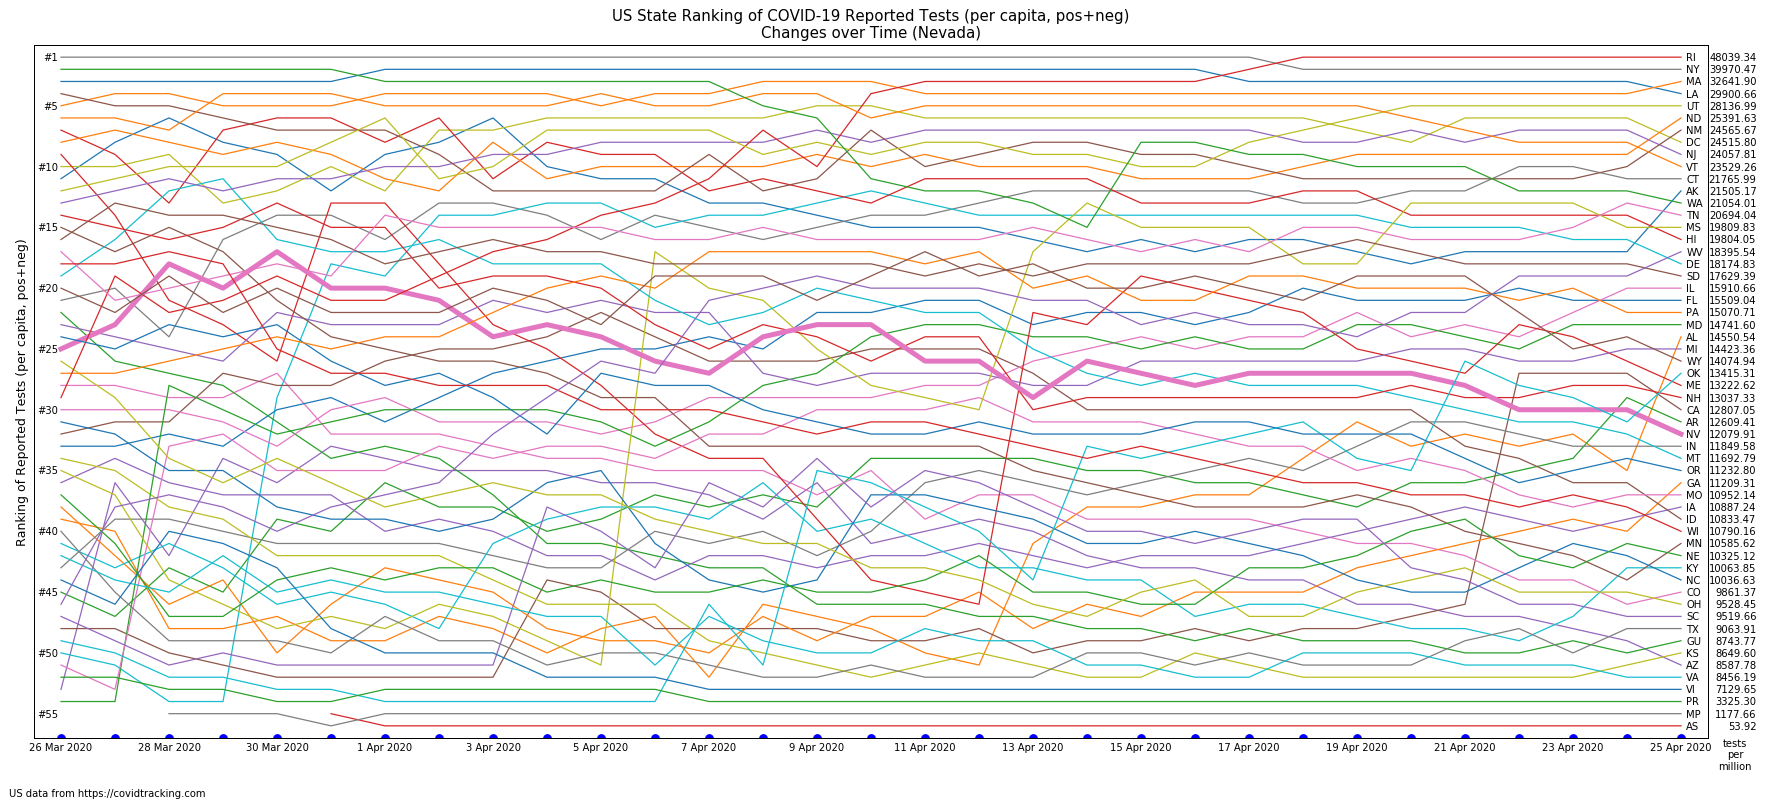 US State Ranking of COVID-19 Reported Tests (per capita, pos+neg)
Changes over Time (Nevada)
Ranking of Reported Tests (per capita, pos+neg)
#1
#5
#10
#15
#20
#25
#30
#35
#40
#45
#50
#55
RI 48039.34
NY 39970.47
MA 32641.90
LA 29900.66
UT 28136.99
ND 25391.63
NM 24565.67
DC 24515.80
NJ 24057.81
VT 23529.26
CT 21765.99
AK 21505.17
WA 21054.01
TN 20694.04
MS 19809.83
HI 19804.05
WV 18395.54
DE 18174.83
SD 17629.39
IL 15910.66
FL 15509.04
PA 15070.71
MD 14741.60
AL 14550.54
MI 14423.36
WY 14074.94
OK 13415.31
ME 13222.62
NH 13037.33
CA 12807.05
AR 12609.41
NV 12079.91
IN 11849.58
MT 11692.79
OR 11232.80
GA 11209.31
MO 10952.14
IA 10887.24
ID 10833.47
WI 10790.16
MN 10585.62
NE 10325.12
KY 10063.85
NC 10036.63
CO 9861.37
OH 9528.45
SC 9519.66
TX 9063.91
GU 8743.77
KS 8649.60
AZ 8587.78
VA 8456.19
VI 7129.65
PR 3325.30
MP 1177.66
AS 53.92
26 Mar 2020 28 Mar 2020 30 Mar 2020 1 Apr 2020 3 Apr 2020 5 Apr 2020 7 Apr 2020 9 Apr 2020 11 Apr 2020 13 Apr 2020 15 Apr 2020 17 Apr 2020 19 Apr 2020 21 Apr 2020 23 Apr 2020 25 Apr 2020
tests
per
million
US data from https://covidtracking.com